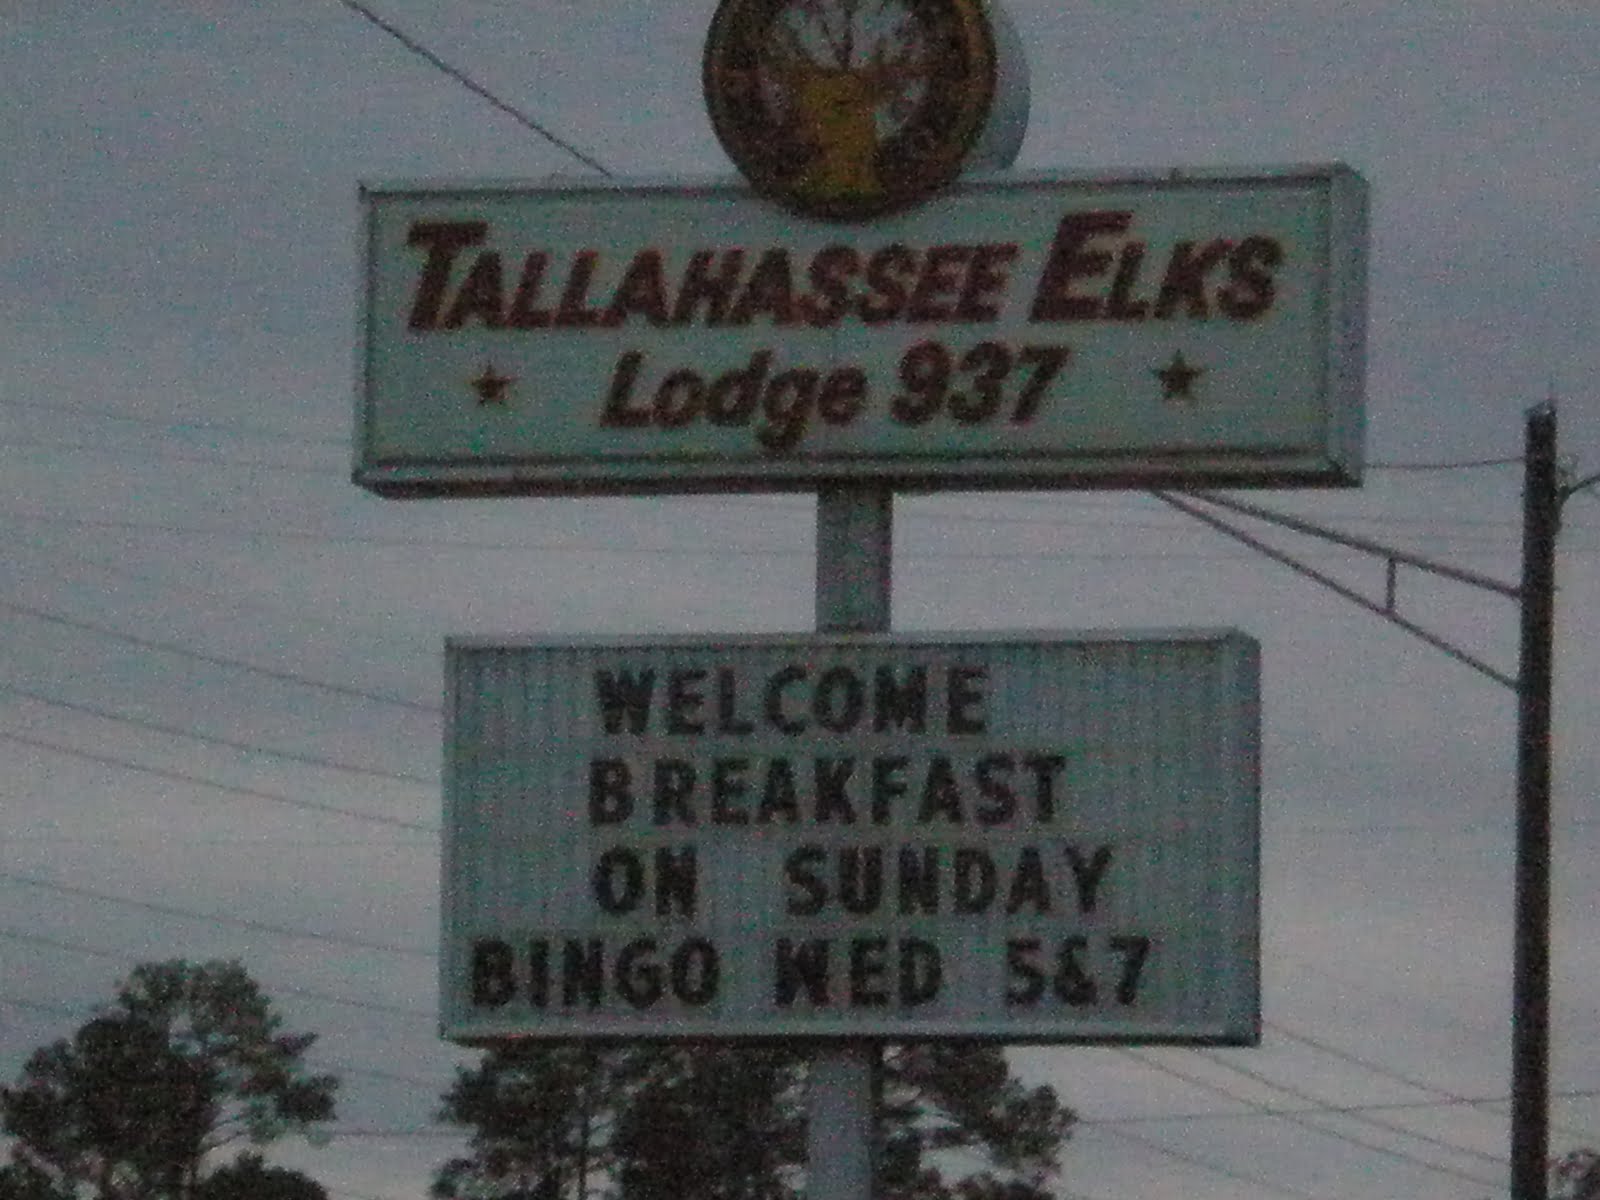 TALLAHASSEE ELKS
Lodge 937
WELCOME
BREAKFAST
ON SUNDAY
BINGO WED 5&7